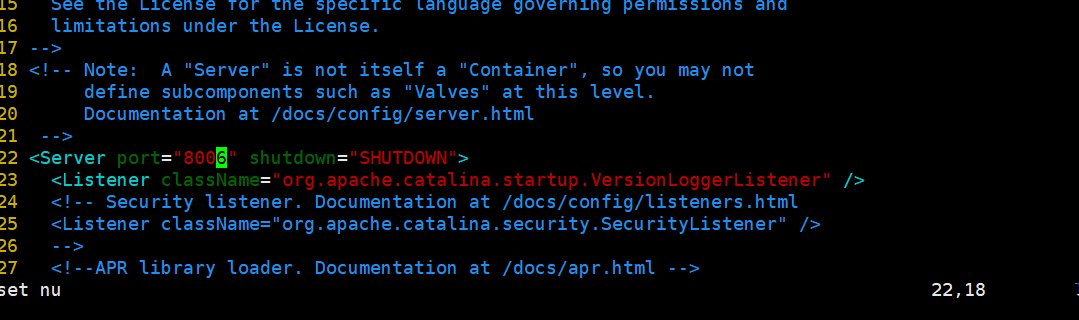 15   See the License for the specific language governing permissions and
16   limitations under the License.
17 -->
18 <!-- Note:  A "Server" is not itself a "Container", so you may not
19      define subcomponents such as "Valves" at this level.
20      Documentation at /docs/config/server.html
21  -->
22 <Server port="8006" shutdown="SHUTDOWN">
23   <Listener className="org.apache.catalina.startup.VersionLoggerListener" />
24   <!-- Security listener. Documentation at /docs/config/listeners.html
25   <Listener className="org.apache.catalina.security.SecurityListener" />
26   -->
27   <!--APR library loader. Documentation at /docs/apr.html -->
set nu 22,18